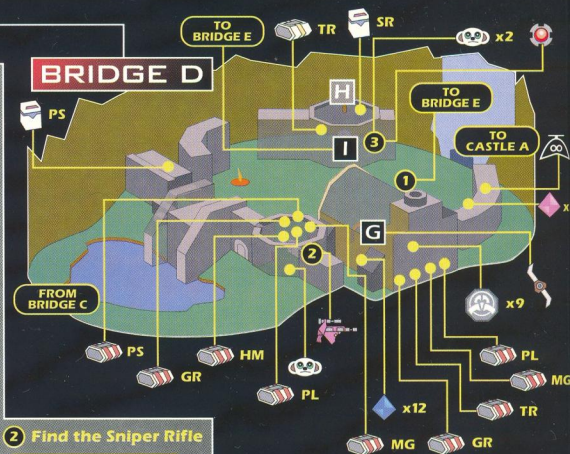 TO
BRIDGE E
TR
SR
x2
BRIDGE D
PS
H
I
3
TO
BRIDGE E
TO
CASTLE A
1
x
G
2
FROM
BRIDGE C
x9
PS
GR
HM
PL
PL
MG
x12
TR
MG
GR
2 Find the Sniper Rifle